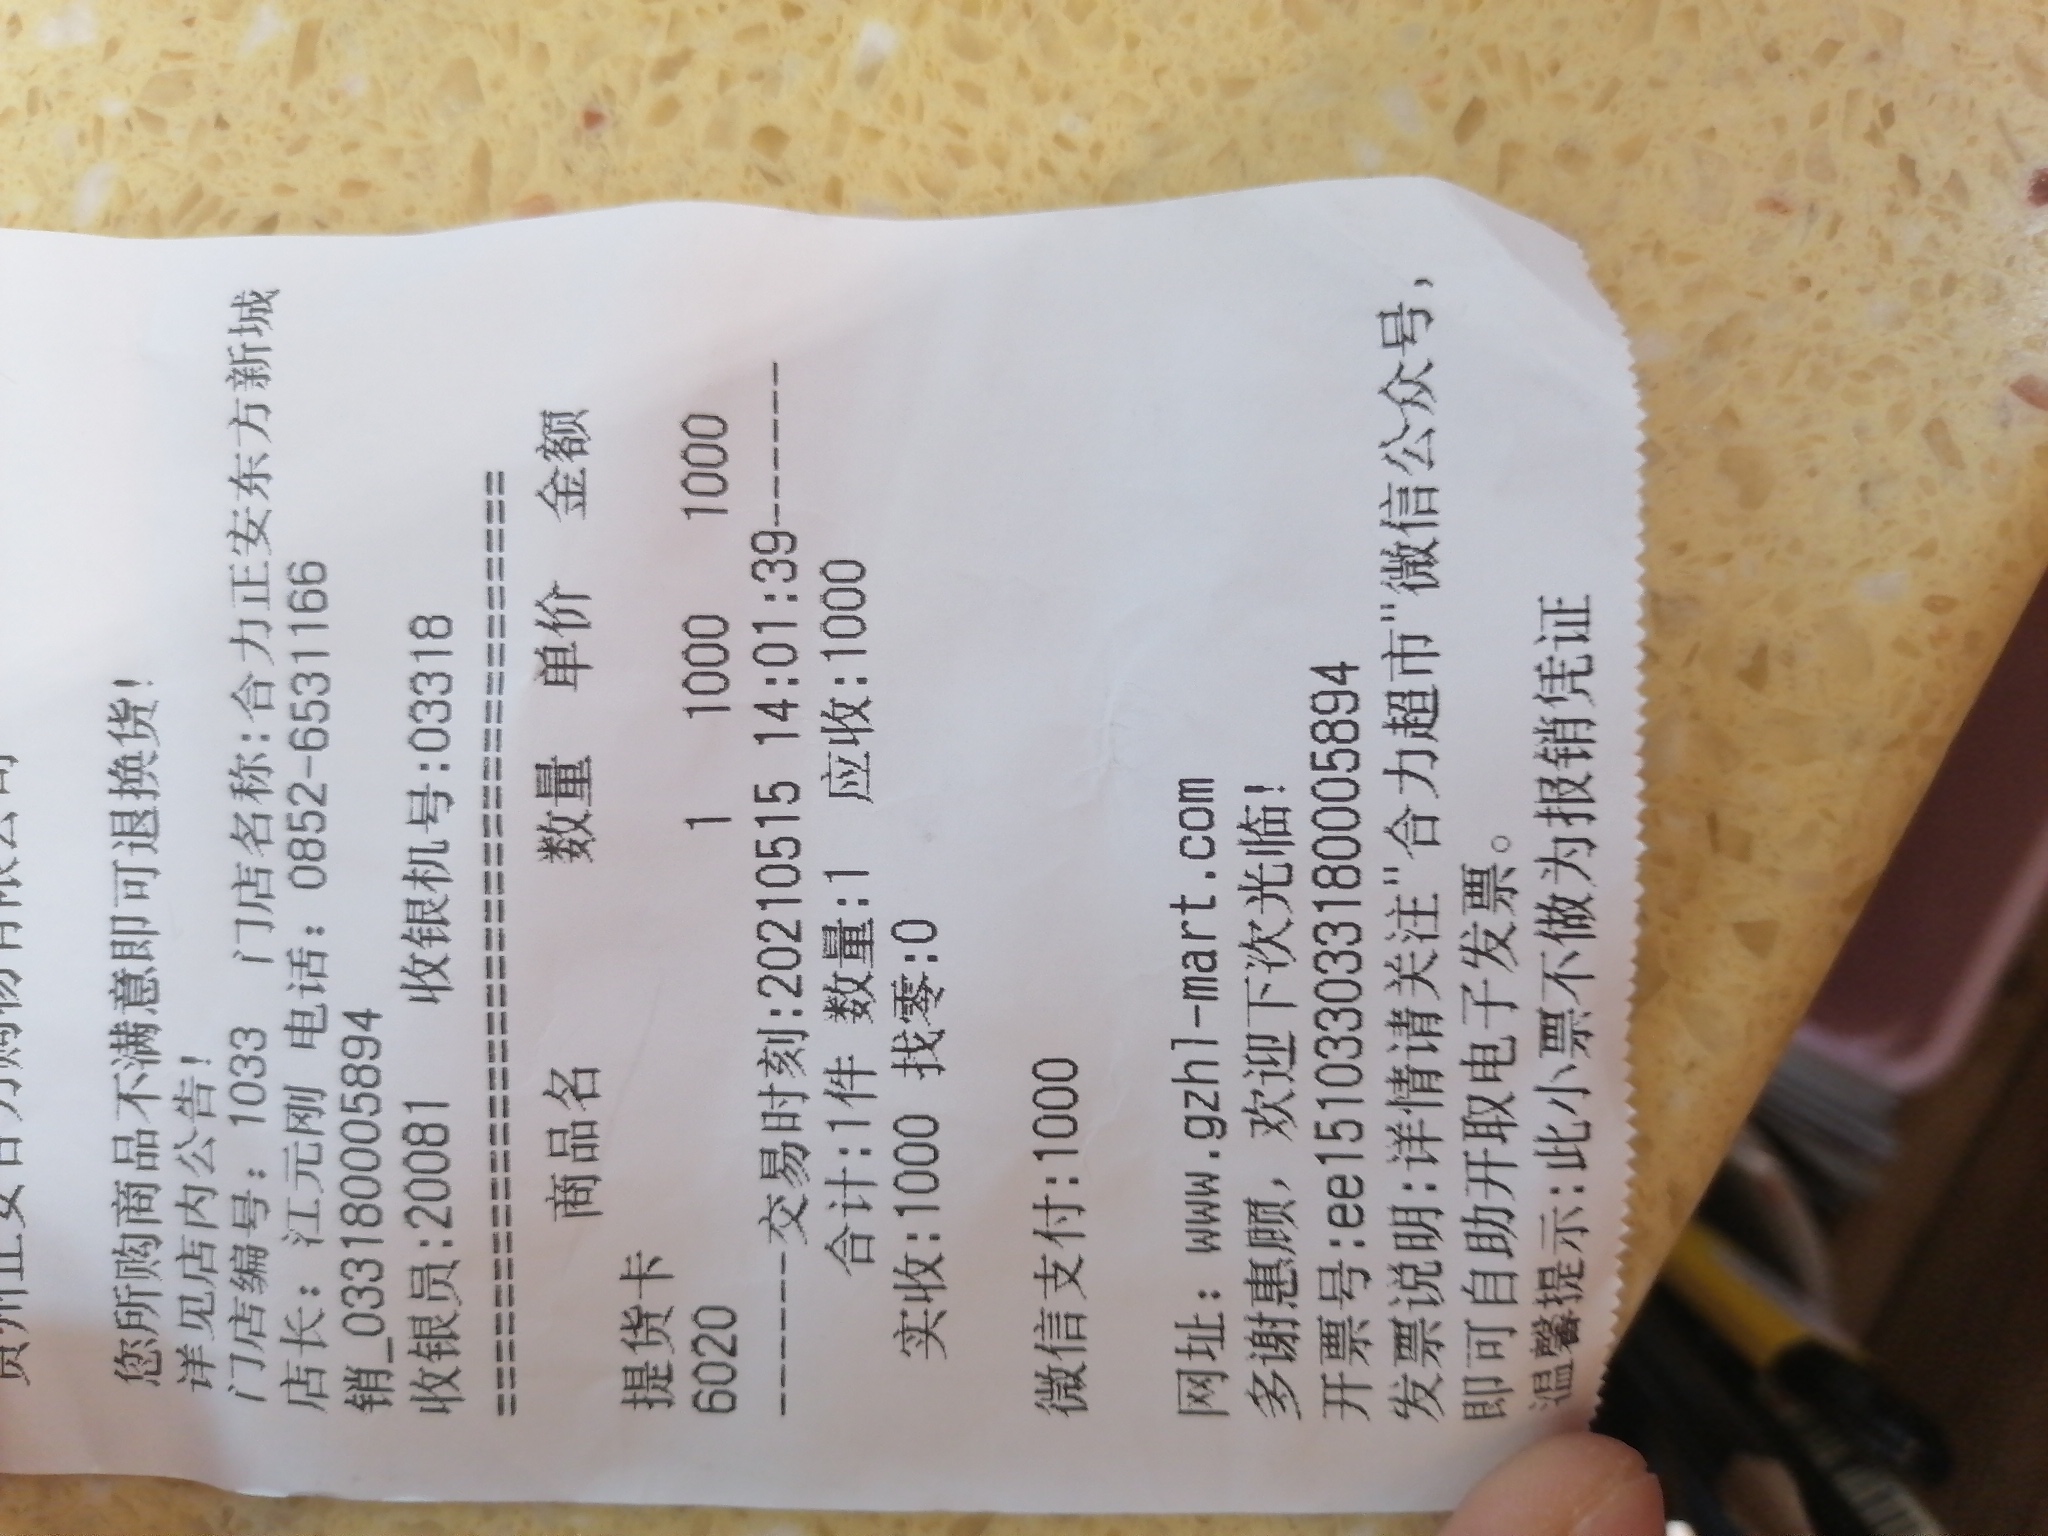 您所购商品不满意即可退换货!
详见店内公告!
门店编号: 1033 门店名称:合力正安东方新城
店长: 江元刚 电话: 0852-65311166
销_033180005894
收银员:20081 收银机号:03318
==================================
商品名 数量 单价 金额
提货卡
6020 1 1000 1000
------交易时刻:20210515 14:01:39------
合计:1件 数量:1 应收:1000
实收:1000 找零:0
微信支付:1000
网址: www.gzhl-mart.com
多谢惠顾, 欢迎下次光临!
开票号:ee151033033180005894
发票说明:详情请关注"合力超市"微信公众号,
即可自助开取电子发票。
温馨提示:此小票不做为报销凭证